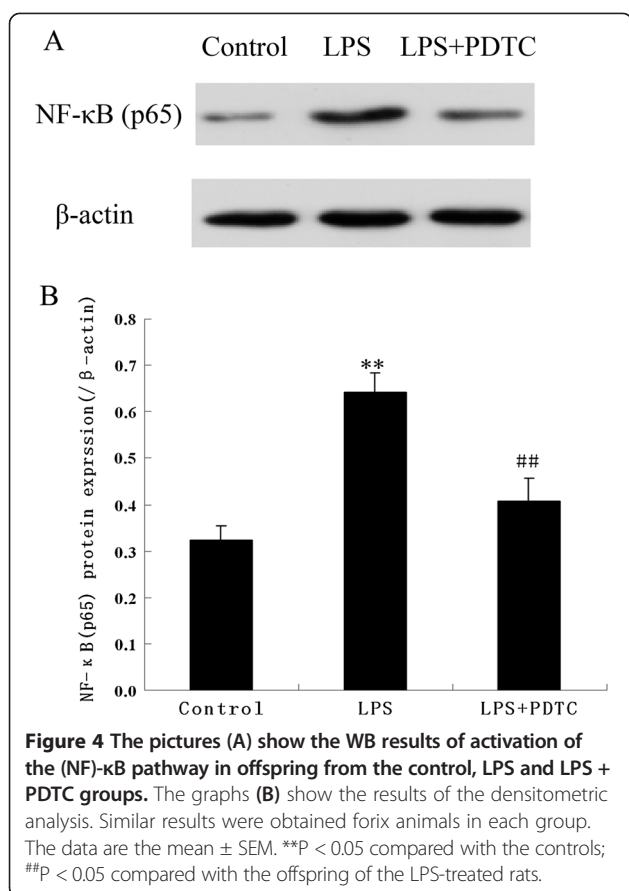 A
Control LPS LPS+PDTC
NF-κB (p65)
β-actin
B
NF-κB(p65) protein exprssion(/β-actin)
0.8
0.7
0.6
0.5
0.4
0.3
0.2
0.1
0.0
**
##
Control LPS LPS+PDTC
Figure 4 The pictures (A) show the WB results of activation of
the (NF)-κB pathway in offspring from the control, LPS and LPS +
PDTC groups. The graphs (B) show the results of the densitometric
analysis. Similar results were obtained forix animals in each group.
The data are the mean ± SEM. **P < 0.05 compared with the controls;
##P < 0.05 compared with the offspring of the LPS-treated rats.